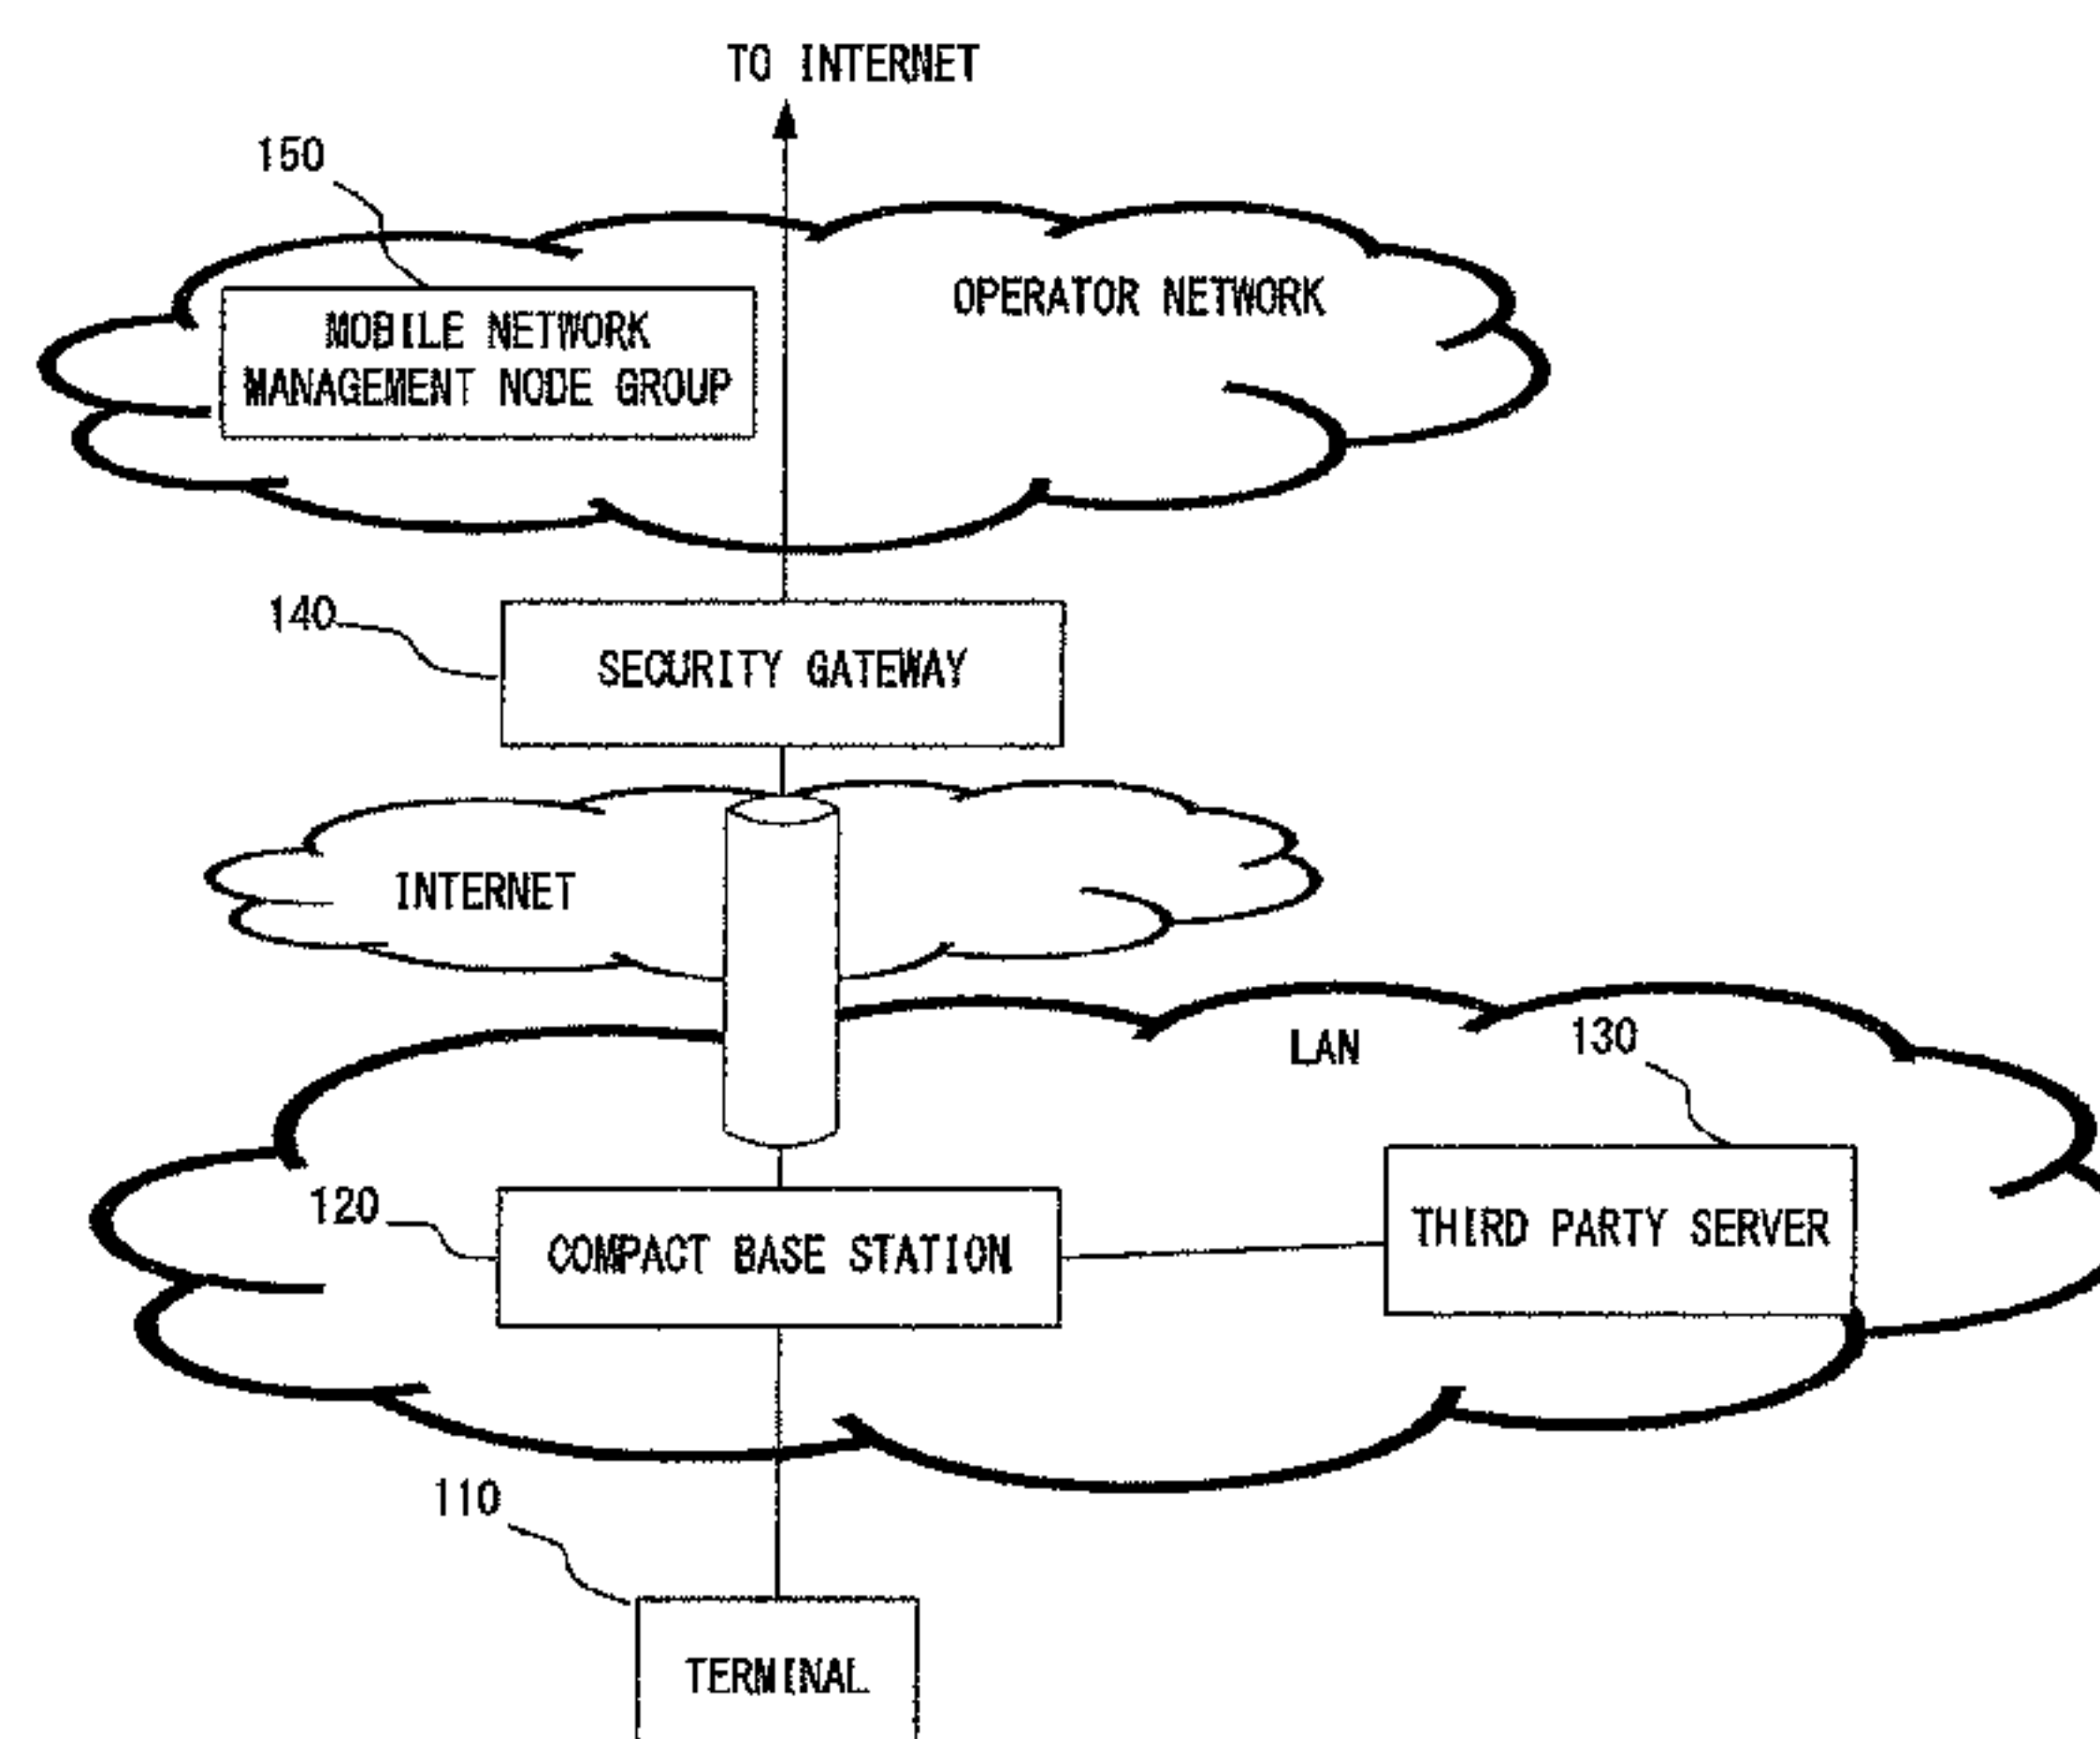 TO INTERNET
150
OPERATOR NETWORK
MOBILE NETWORK
MANAGEMENT NODE GROUP
140
SECURITY GATEWAY
INTERNET
LAN
130
120
COMPACT BASE STATION
THIRD PARTY SERVER
110
TERMINAL